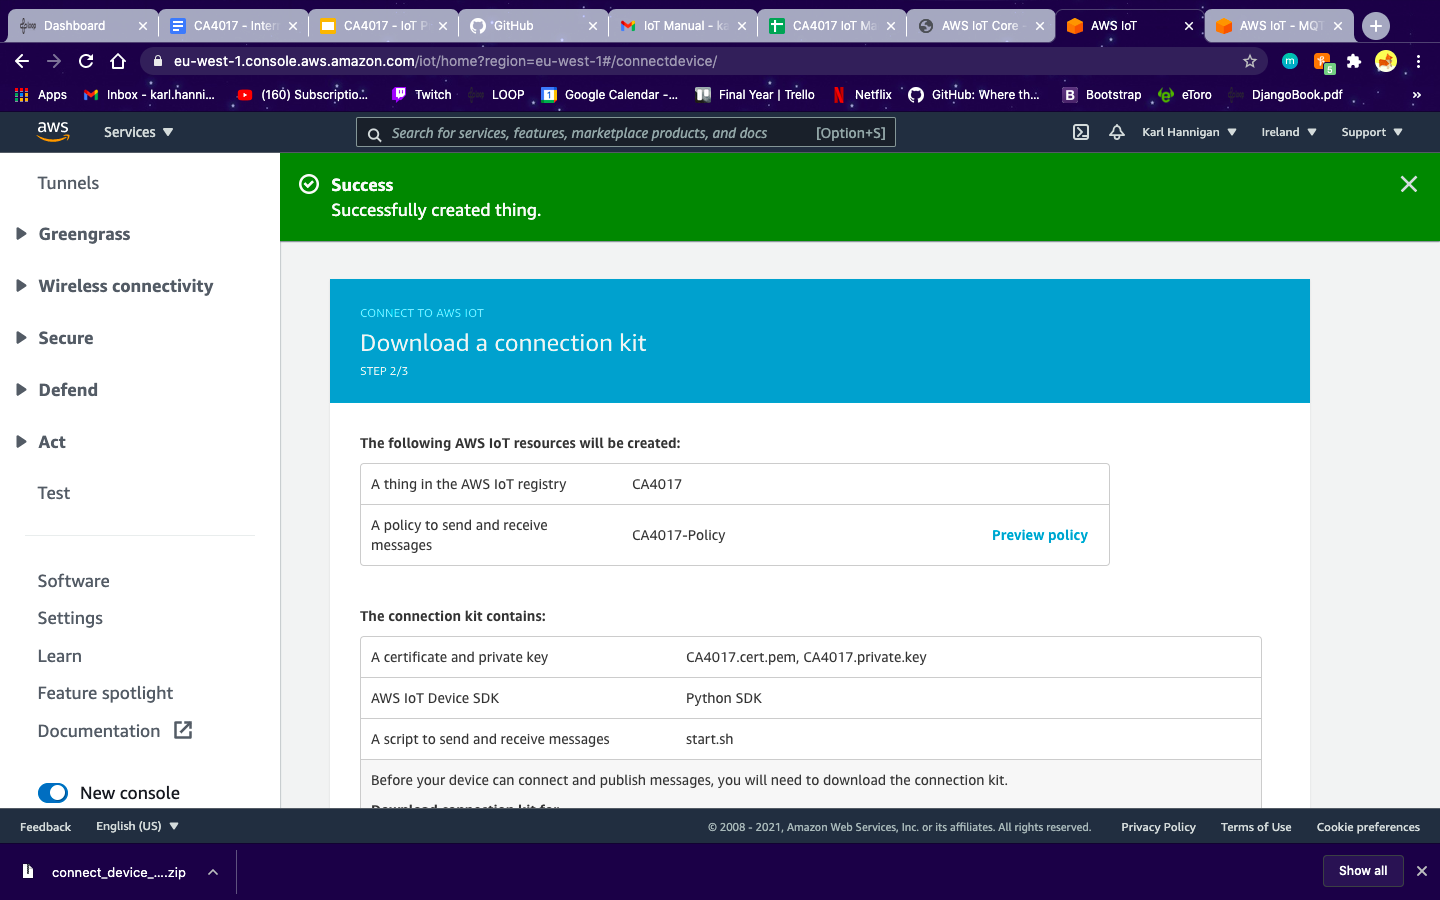 Dashboard
CA4017 - Intern
CA4017 - IoT P
GitHub
IoT Manual - ka
CA4017 IoT Ma
AWS IoT Core -
AWS IoT
AWS IoT - MQT
eu-west-1.console.aws.amazon.com/iot/home?region=eu-west-1#/connectdevice/
m
5
Apps
Inbox - karl.hanni...
(160) Subscriptio...
Twitch
LOOP
1
Google Calendar -...
Final Year | Trello
N
Netflix
GitHub: Where th...
B
Bootstrap
eToro
DjangoBook.pdf
»
aws
Services
Search for services, features, marketplace products, and docs
[Option+S]
Karl Hannigan
Ireland
Support
Tunnels
Greengrass
Wireless connectivity
Secure
Defend
Act
Test
Software
Settings
Learn
Feature spotlight
Documentation
New console
Success
Successfully created thing.
CONNECT TO AWS IOT
Download a connection kit
STEP 2/3
The following AWS IoT resources will be created:
A thing in the AWS IoT registry
CA4017
A policy to send and receive
messages
CA4017-Policy
Preview policy
The connection kit contains:
A certificate and private key
CA4017.cert.pem, CA4017.private.key
AWS IoT Device SDK
Python SDK
A script to send and receive messages
start.sh
Before your device can connect and publish messages, you will need to download the connection kit.
Download connection kit for
Feedback
English (US)
© 2008 - 2021, Amazon Web Services, Inc. or its affiliates. All rights reserved.
Privacy Policy
Terms of Use
Cookie preferences
connect_device_....zip
Show all